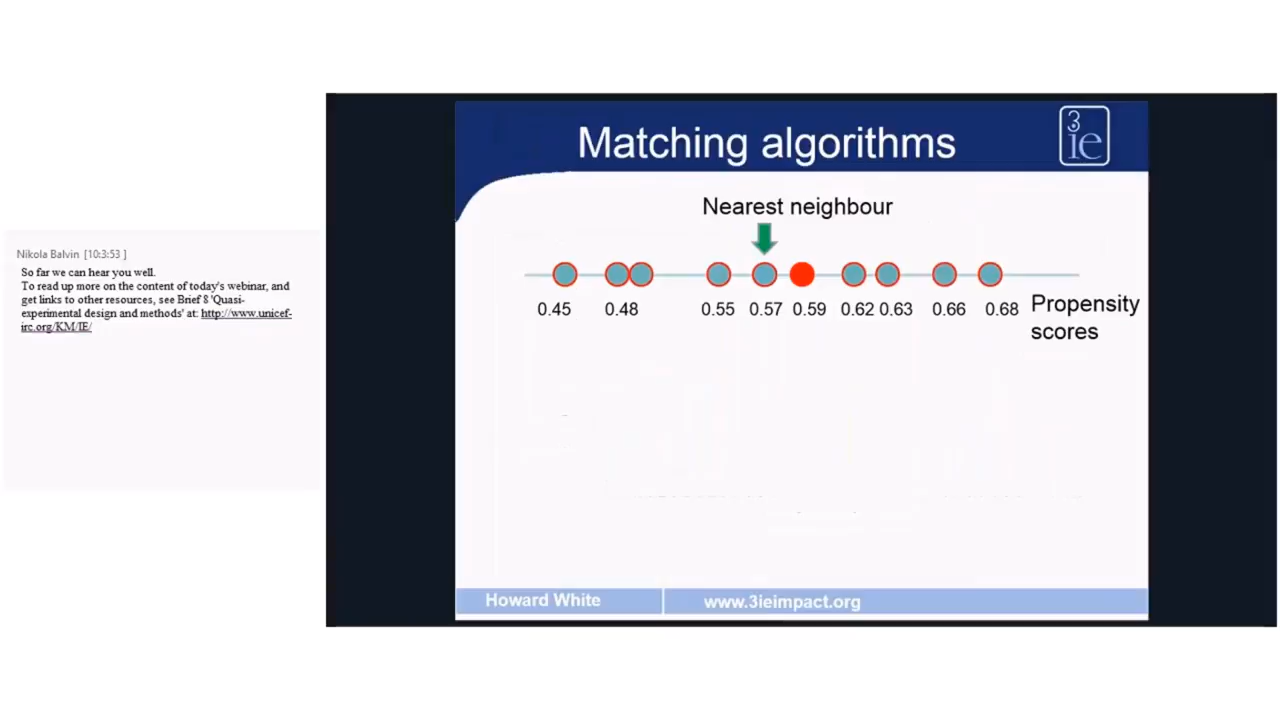 Nikola Balvin [10:3:53 ]
So far we can hear you well.
To read up more on the content of today's webinar, and
get links to other resources, see Brief 8 'Quasi-
experimental design and methods' at: http://www.unicef-
irc.org/KM/IE/
Matching algorithms
3
ie
Nearest neighbour
0.45 0.48 0.55 0.57 0.59 0.62 0.63 0.66 0.68
Propensity
scores
Howard White
www.3ieimpact.org